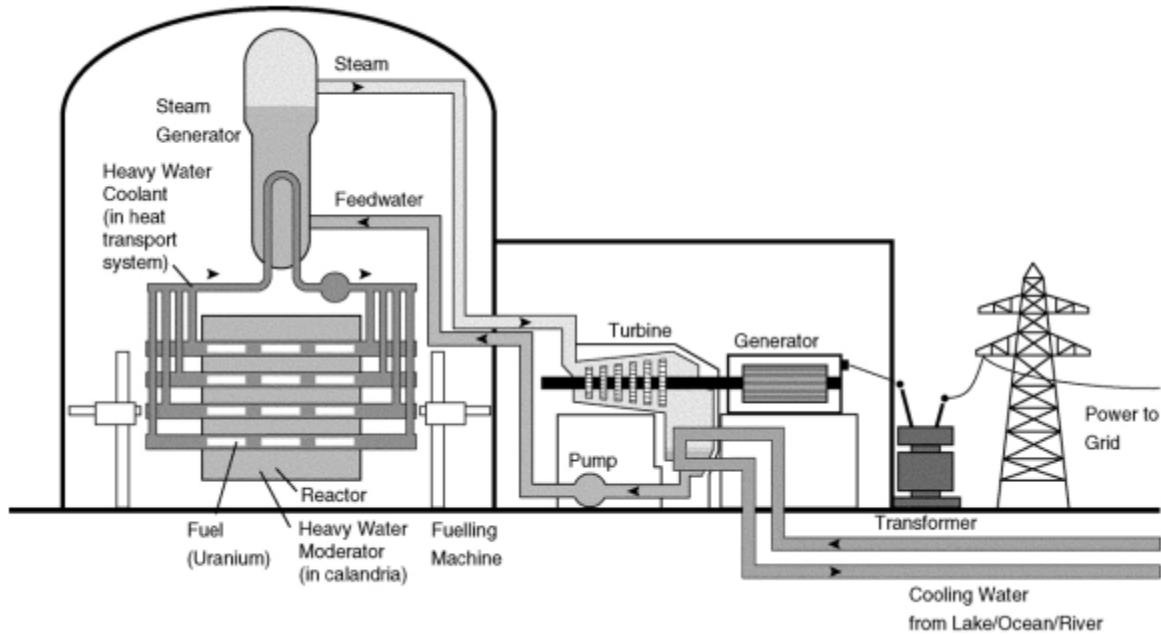 Steam
Steam
Generator
Heavy Water
Coolant
(in heat
transport
system)
Feedwater
Turbine
Generator
Power to
Grid
Pump
Reactor
Fuel
(Uranium)
Heavy Water
Moderator
(in calandria)
Fuelling
Machine
Transformer
Cooling Water
from Lake/Ocean/River